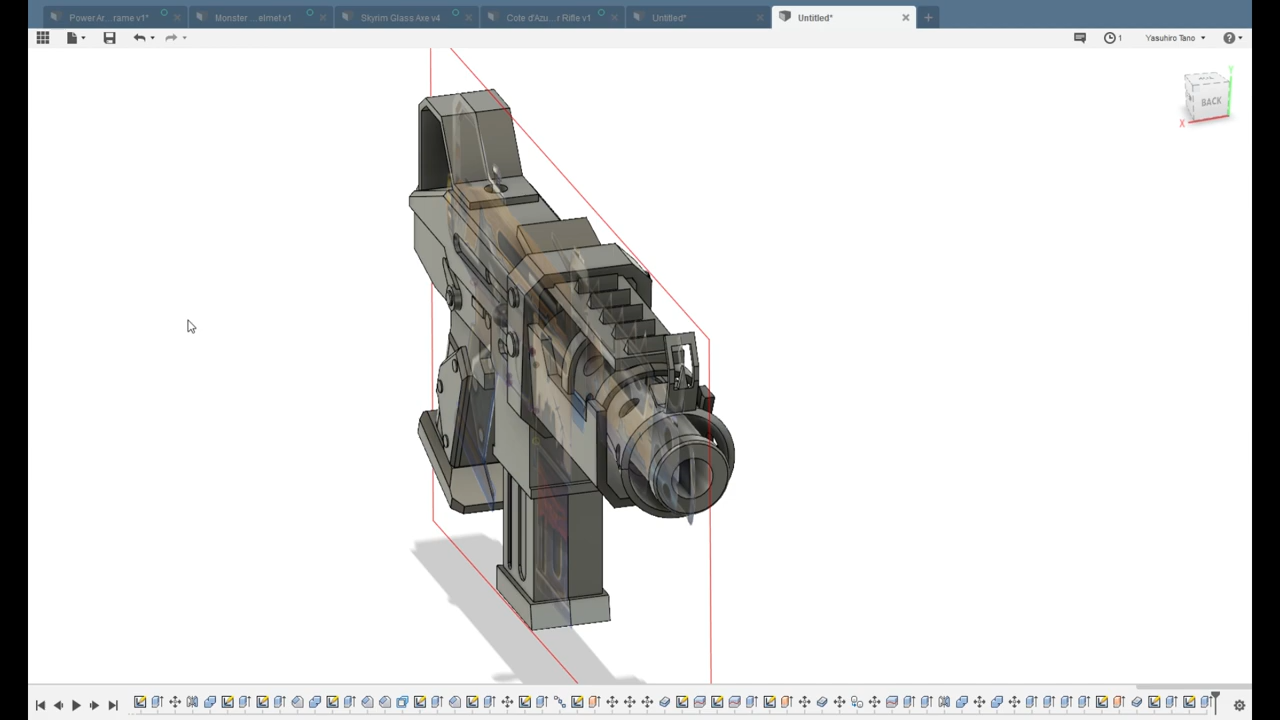 Power Ar...rame v1*
Monster ...elmet v1
Skyrim Glass Axe v4
Cote d'Azu...r Rifle v1
Untitled*
Untitled*
1
Yasuhiro Tano
BACK
Y
X